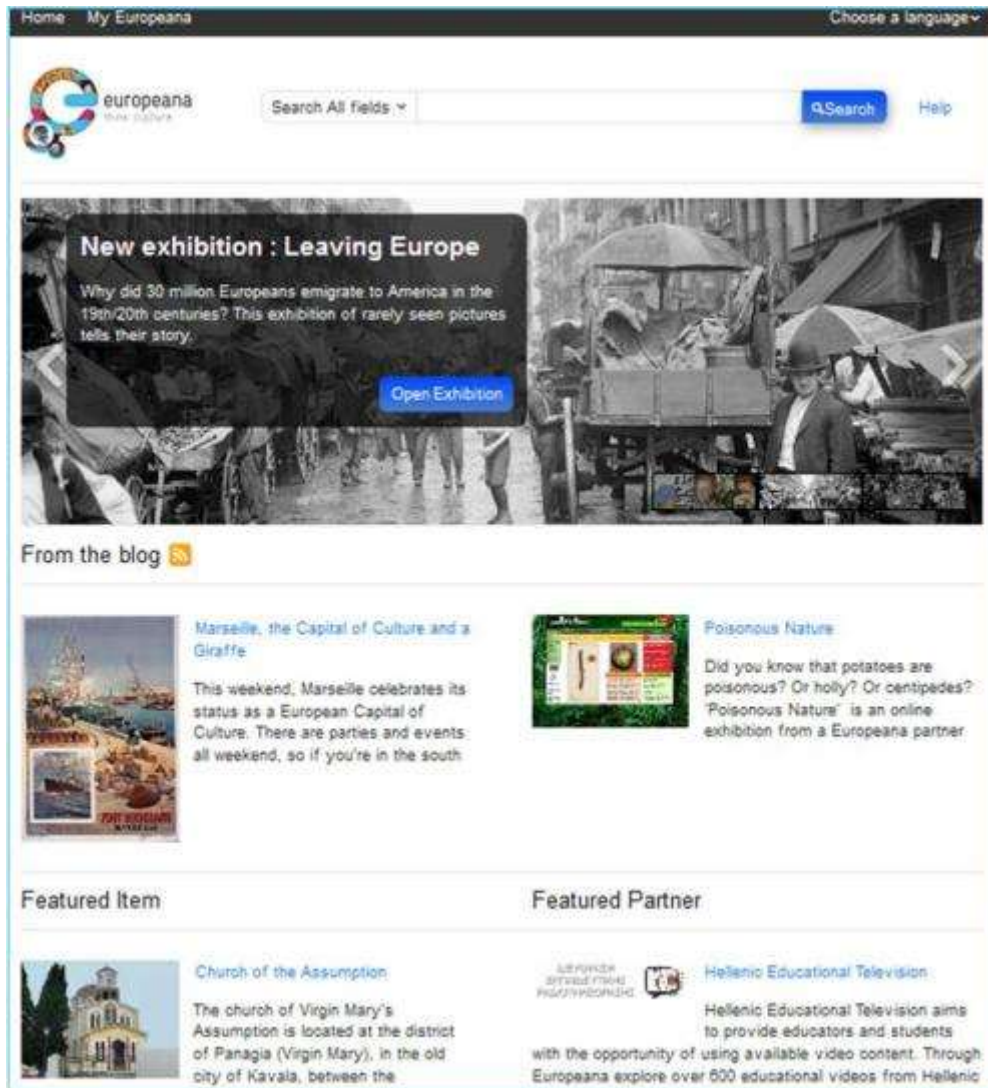 Home My Europeana Choose a language
europeana
think culture
Search All fields
Search
Help
New exhibition : Leaving Europe
Why did 30 million Europeans emigrate to America in the
19th/20th centuries? This exhibition of rarely seen pictures
tells their story.
Open Exhibition
From the blog
Marseille, the Capital of Culture and a
Giraffe
This weekend, Marseille celebrates its
status as a European Capital of
Culture. There are parties and events
all weekend, so if you're in the south
Poisonous Nature
Did you know that potatoes are
poisonous? Or holly? Or centipedes?
'Poisonous Nature' is an online
exhibition from a Europeana partner
Featured Item
Church of the Assumption
The church of Virgin Mary's
Assumption is located at the district
of Panagia (Virgin Mary), in the old
city of Kavala, between the
Featured Partner
Hellenic Educational Television
Hellenic Educational Television aims
to provide educators and students
with the opportunity of using available video content. Through
Europeana explore over 600 educational videos from Hellenic